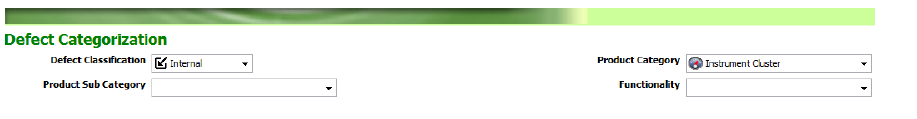 Defect Categorization
Defect Classification Internal Product Category Instrument Cluster
Product Sub Category Functionality